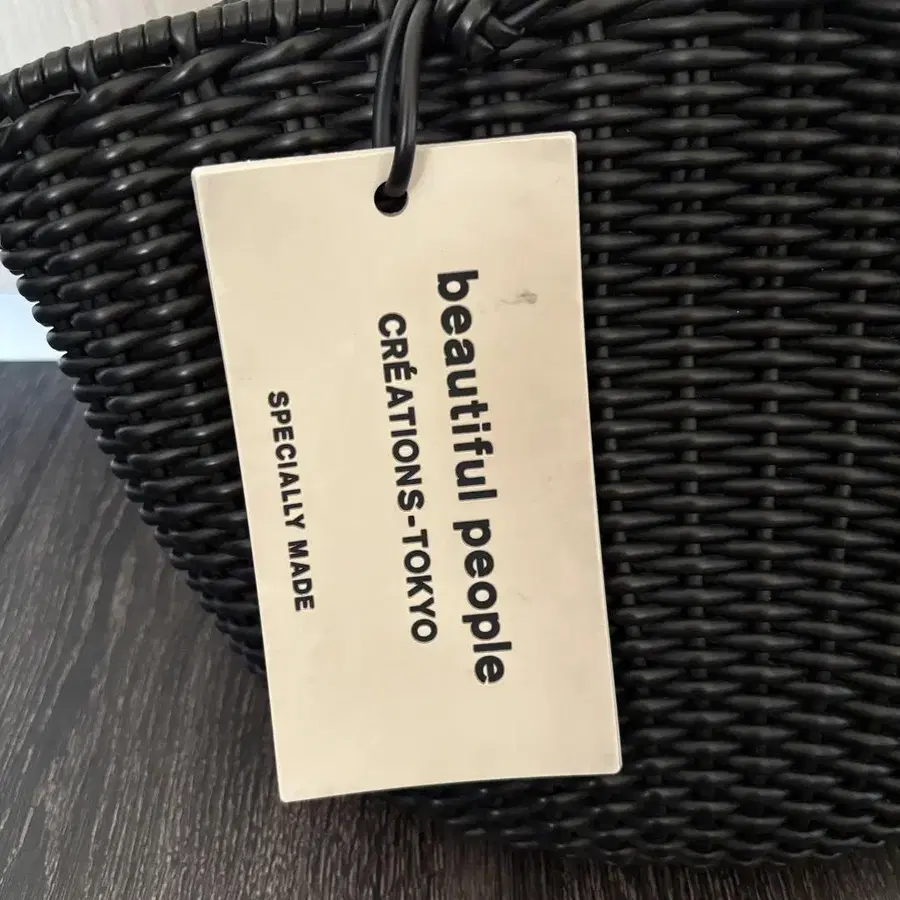 beautiful people
CRÉATIONS-TOKYO
SPECIALLY MADE